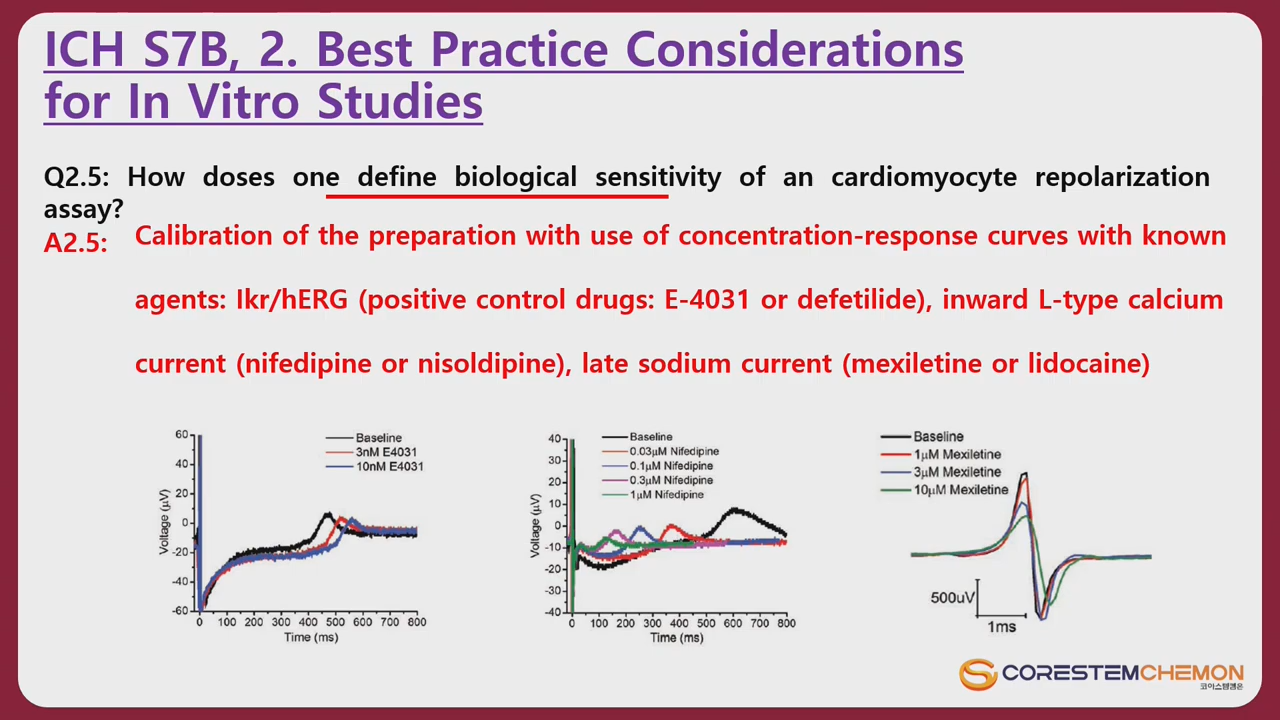 ICH S7B, 2. Best Practice Considerations
for In Vitro Studies
Q2.5: How doses one define biological sensitivity of an cardiomyocyte repolarization
assay?
A2.5: Calibration of the preparation with use of concentration-response curves with known
agents: Ikr/hERG (positive control drugs: E-4031 or defetilide), inward L-type calcium
current (nifedipine or nisoldipine), late sodium current (mexiletine or lidocaine)
60
40
20
0
-20
-40
-60
Voltage (µV)
Baseline
3nM E4031
10nM E4031
0 100 200 300 400 500 600 700 800
Time (ms)
40
30
20
10
0
-10
-20
-30
-40
Voltage (µV)
Baseline
0.03µM Nifedipine
0.1µM Nifedipine
0.3µM Nifedipine
1µM Nifedipine
0 100 200 300 400 500 600 700 800
Time (ms)
Baseline
1µM Mexiletine
3µM Mexiletine
10µM Mexiletine
500uV
1ms
CORESTEMCHEMON
코아스템켐온